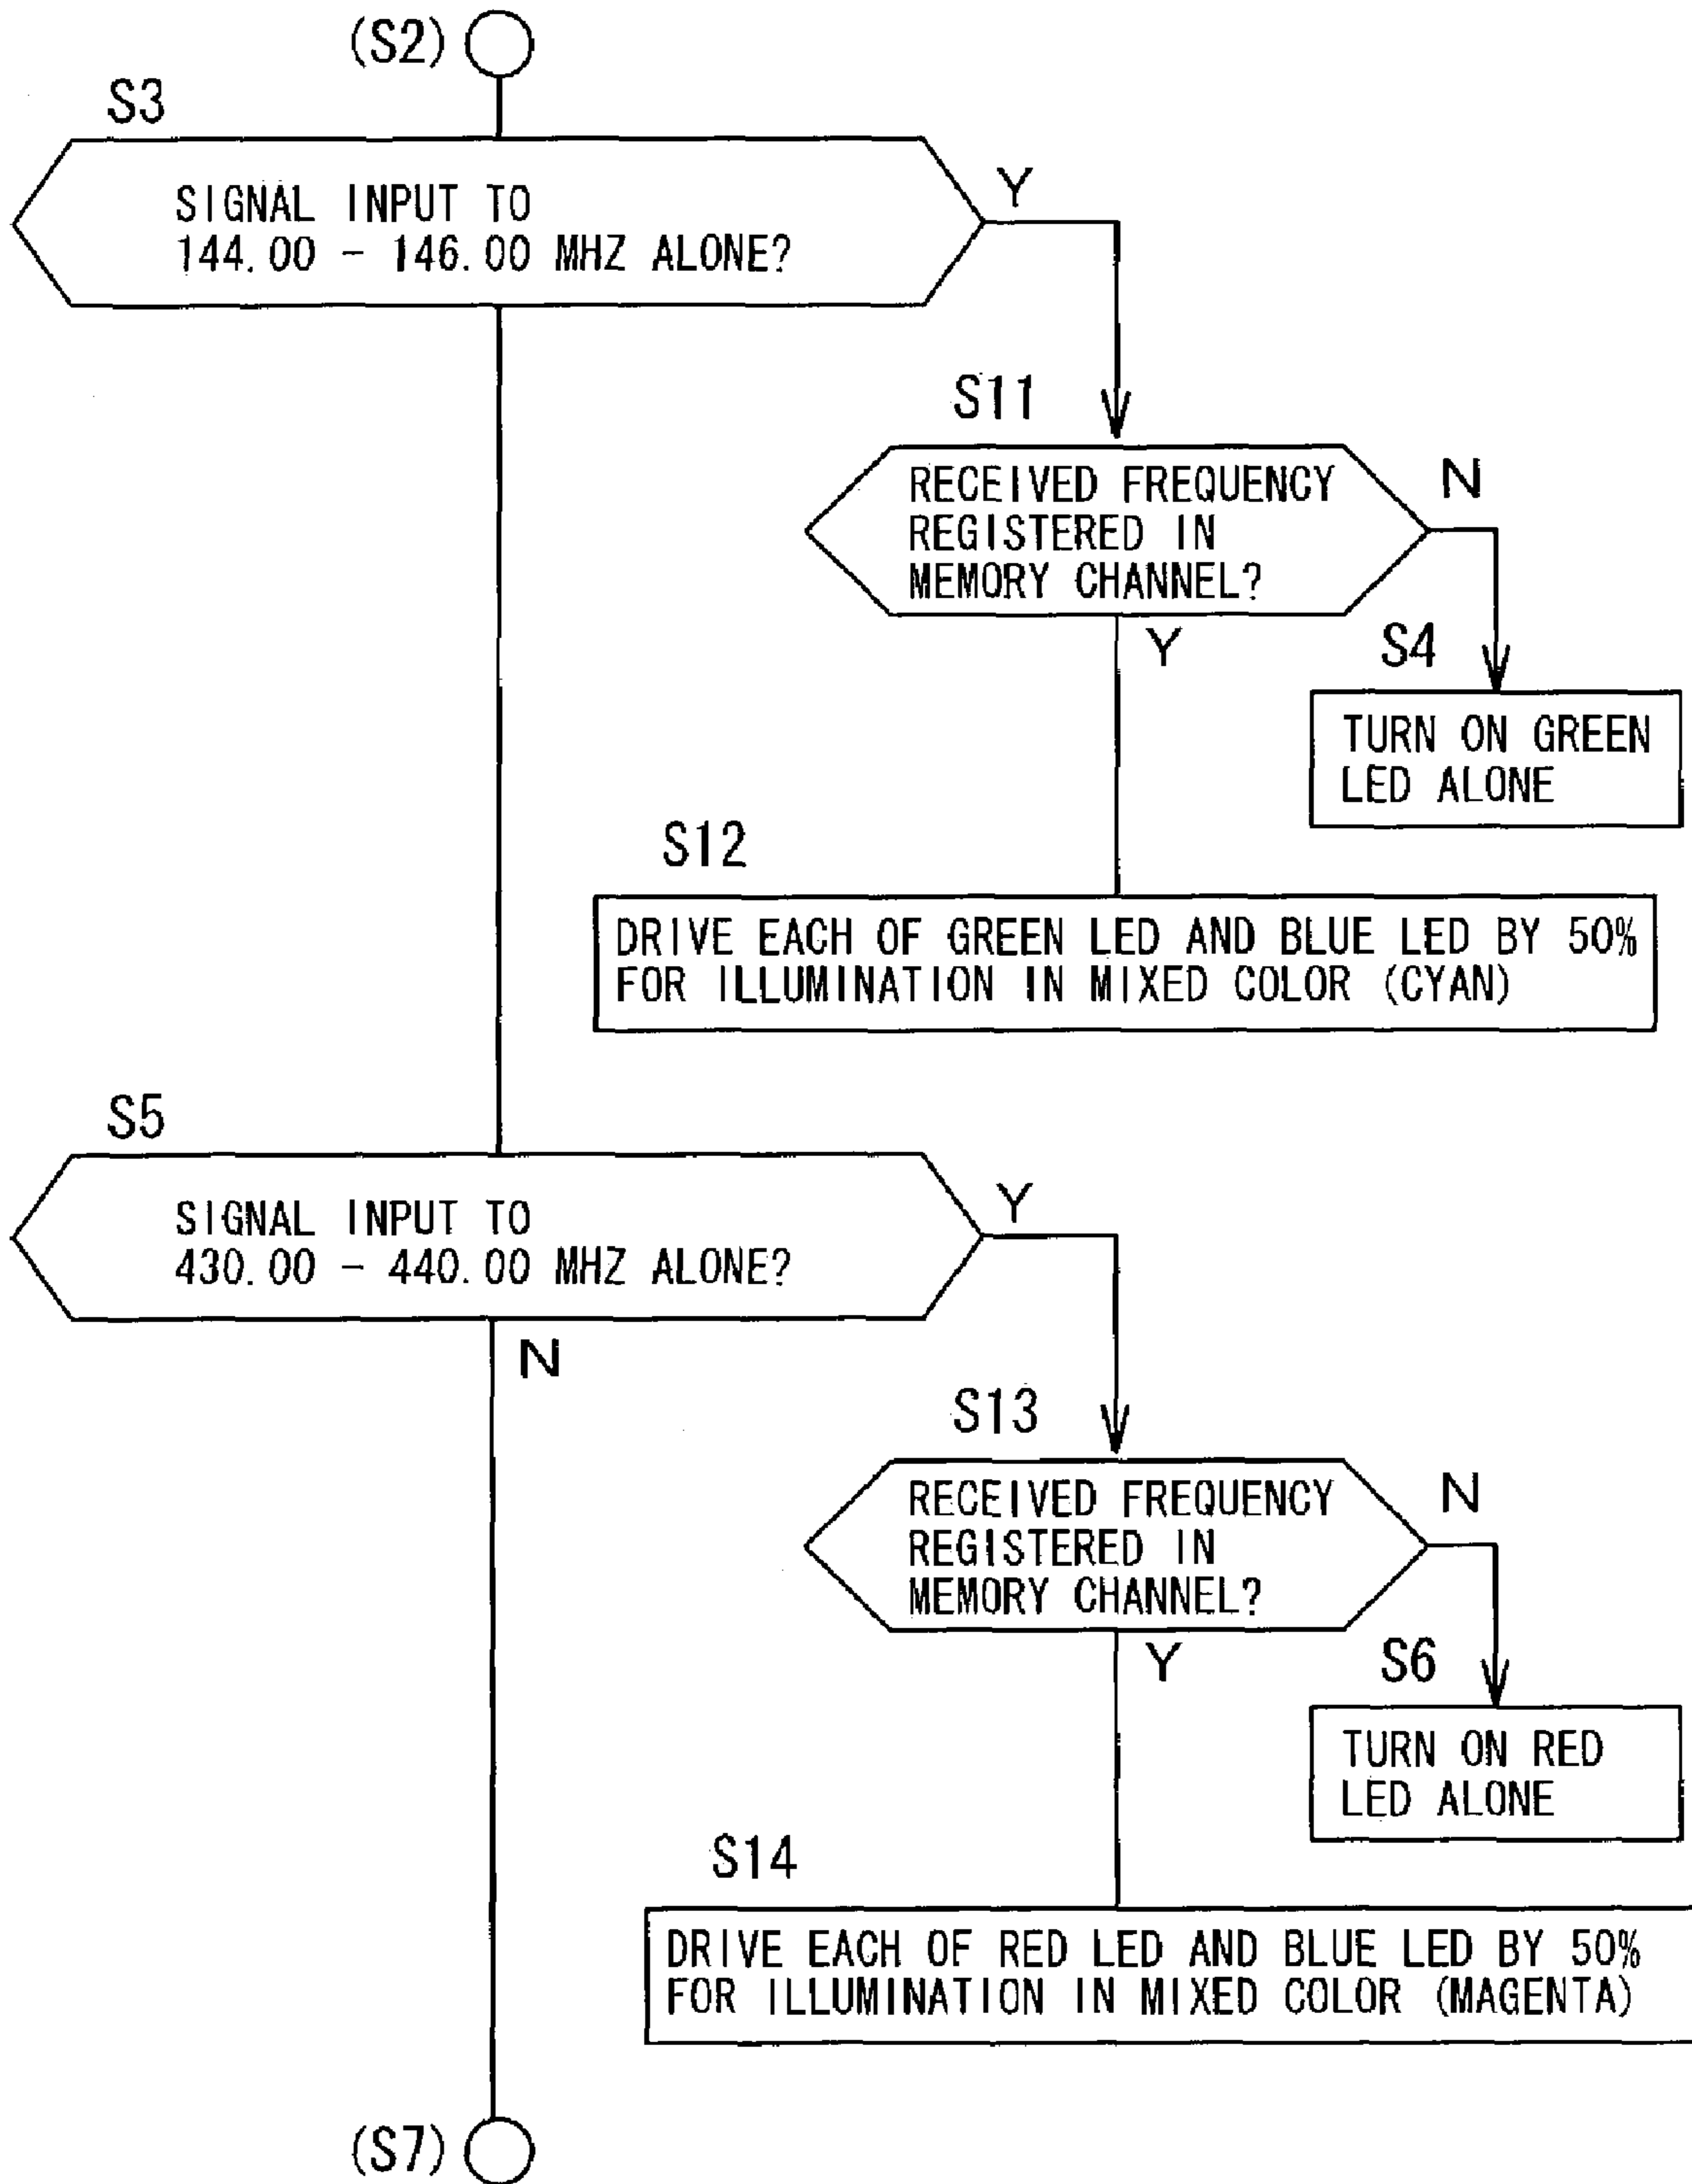 (S2)
S3
SIGNAL INPUT TO
144.00 - 146.00 MHZ ALONE?
Y
S11
RECEIVED FREQUENCY
REGISTERED IN
MEMORY CHANNEL?
N
Y
S4
TURN ON GREEN
LED ALONE
S12
DRIVE EACH OF GREEN LED AND BLUE LED BY 50%
FOR ILLUMINATION IN MIXED COLOR (CYAN)
S5
SIGNAL INPUT TO
430.00 - 440.00 MHZ ALONE?
Y
N
S13
RECEIVED FREQUENCY
REGISTERED IN
MEMORY CHANNEL?
N
Y
S6
TURN ON RED
LED ALONE
S14
DRIVE EACH OF RED LED AND BLUE LED BY 50%
FOR ILLUMINATION IN MIXED COLOR (MAGENTA)
(S7)